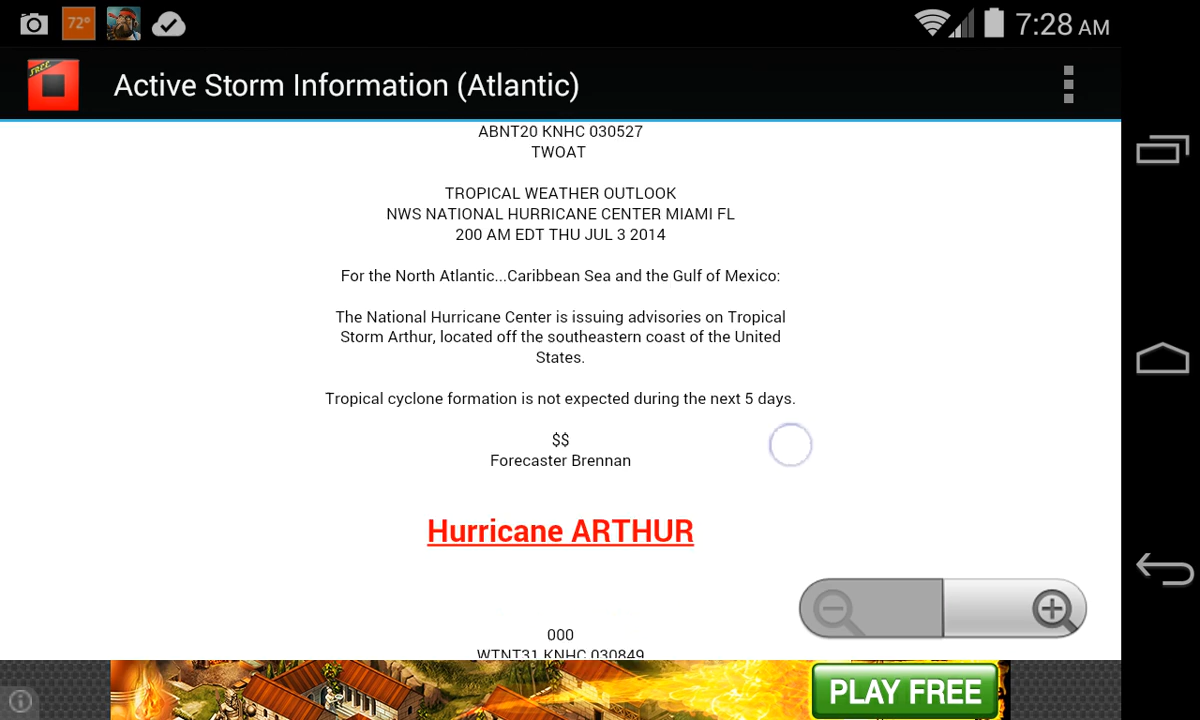 72°
7:28 AM
FREE
Active Storm Information (Atlantic)
ABNT20 KNHC 030527
TWOAT
TROPICAL WEATHER OUTLOOK
NWS NATIONAL HURRICANE CENTER MIAMI FL
200 AM EDT THU JUL 3 2014
For the North Atlantic...Caribbean Sea and the Gulf of Mexico:
The National Hurricane Center is issuing advisories on Tropical
Storm Arthur, located off the southeastern coast of the United
States.
Tropical cyclone formation is not expected during the next 5 days.
$$
Forecaster Brennan
Hurricane ARTHUR
000
WTNT31 KNHC 030849
PLAY FREE